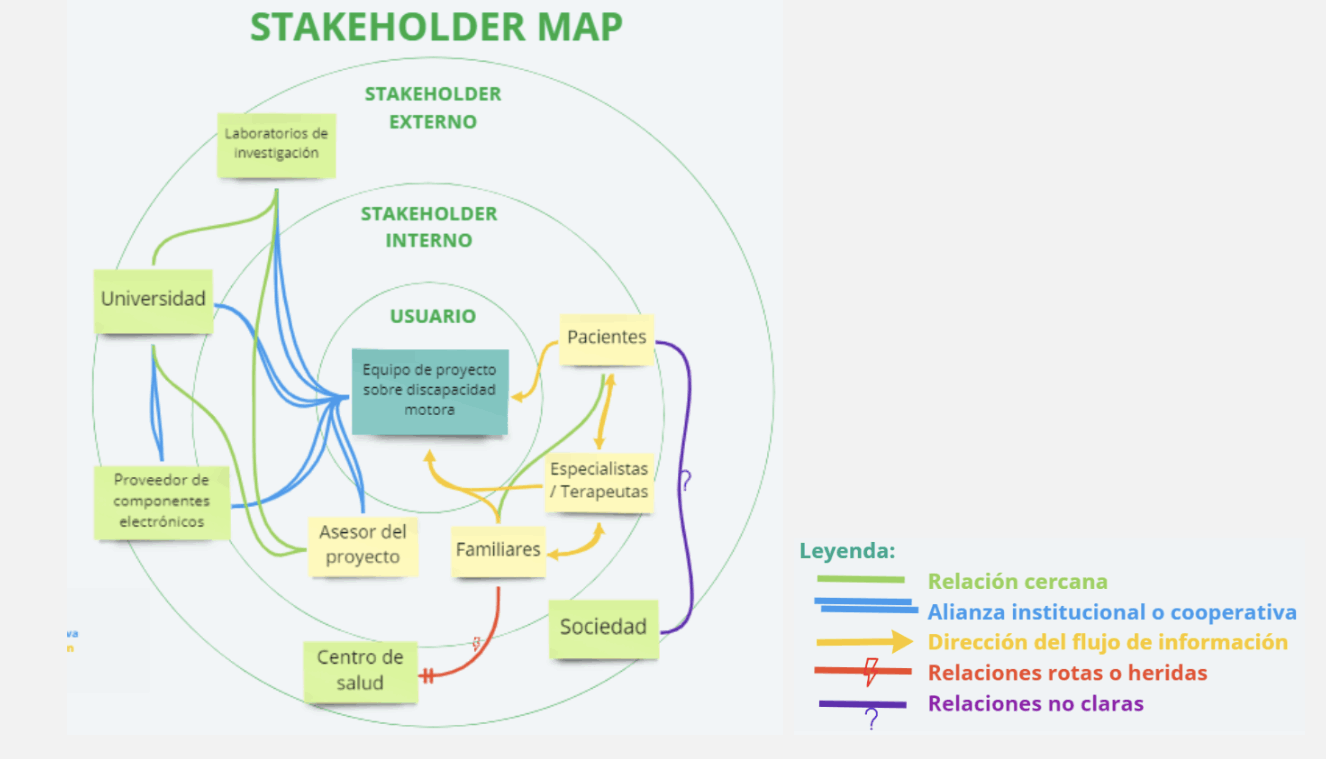 STAKEHOLDER MAP
STAKEHOLDER
EXTERNO
Laboratorios de
investigación
STAKEHOLDER
INTERNO
Universidad
USUARIO
Pacientes
Equipo de proyecto
sobre discapacidad
motora
Especialistas
/ Terapeutas
?
Proveedor de
componentes
electrónicos
Asesor del
proyecto
Familiares
Sociedad
Centro de
salud
va
n
Leyenda:
Relación cercana
Alianza institucional o cooperativa
Dirección del flujo de información
Relaciones rotas o heridas
Relaciones no claras
?